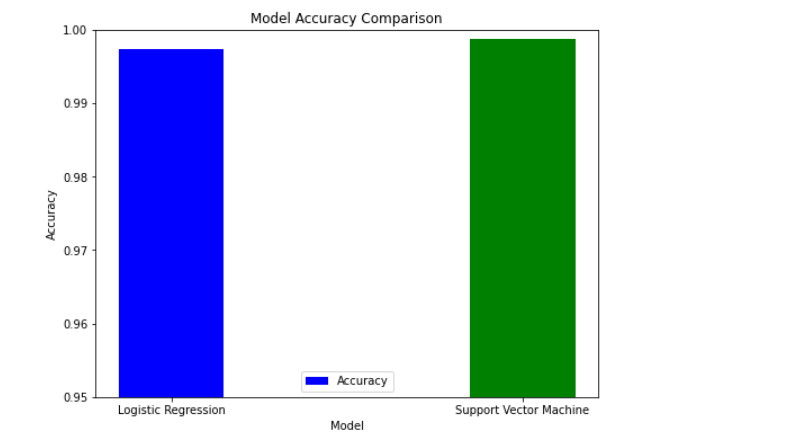 Model Accuracy Comparison
1.00
0.99
0.98
0.97
0.96
0.95
Accuracy
Accuracy
Logistic Regression
Support Vector Machine
Model